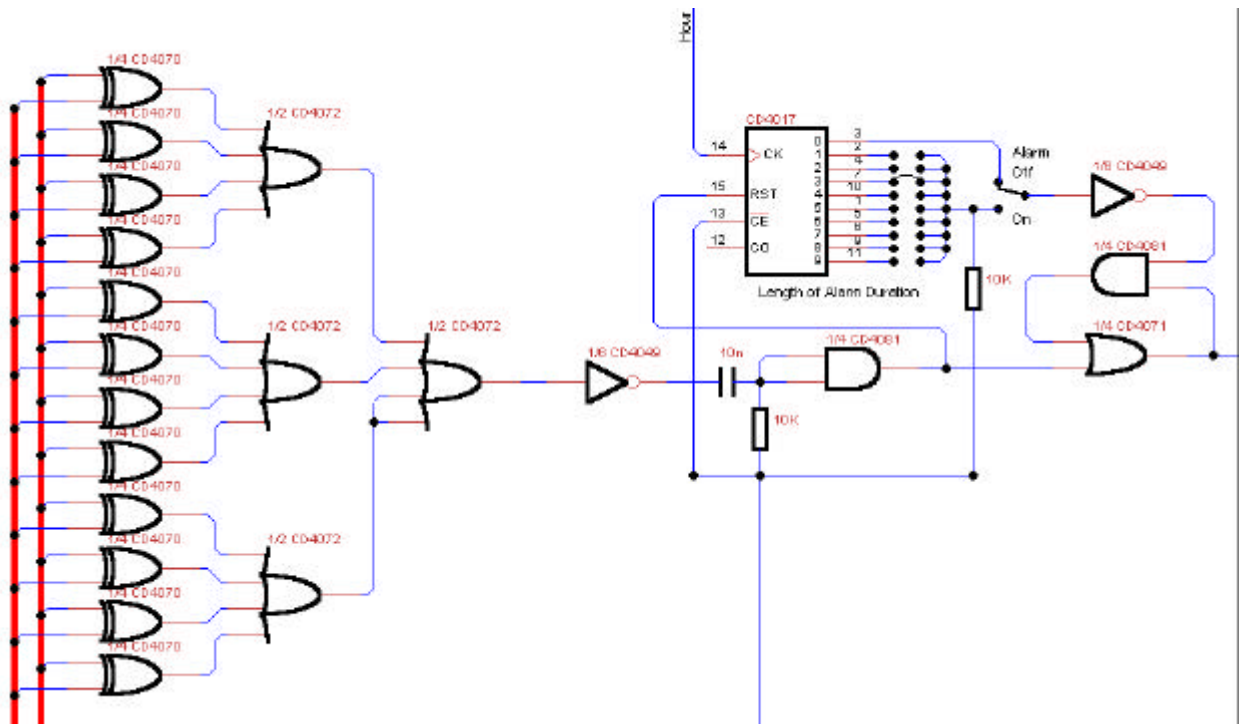 1/4 CD4070
1/4 CD4070
1/4 CD4070
1/4 CD4070
1/4 CD4070
1/4 CD4070
1/4 CD4070
1/4 CD4070
1/4 CD4070
1/4 CD4070
1/4 CD4070
1/4 CD4070
1/2 CD4072
1/2 CD4072
1/2 CD4072
1/2 CD4072
1/6 CD4049
10n
10K
1/4 CD4081
Hour
CD4017
14
CK
15
RST
13
CE
12
CO
0
1
2
3
4
5
6
7
8
9
3
2
4
7
10
1
5
6
9
11
Length of Alarm Duration
Alarm
Off
On
10K
1/6 CD4049
1/4 CD4081
1/4 CD4071